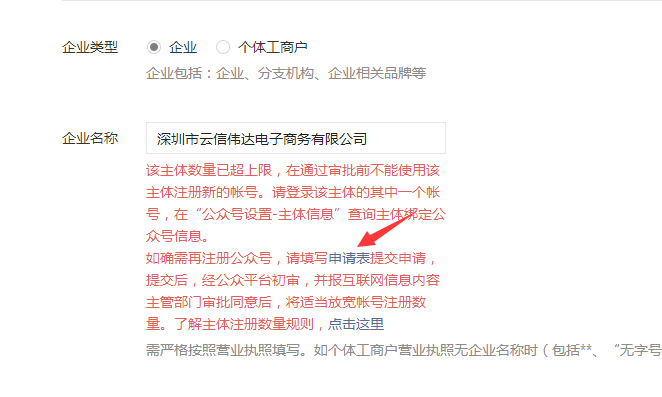 企业类型 企业 个体工商户
企业包括：企业、分支机构、企业相关品牌等
企业名称 深圳市云信伟达电子商务有限公司
该主体数量已超上限，在通过审批前不能使用该
主体注册新的帐号。请登录该主体的其中一个帐
号，在“公众号设置-主体信息”查询主体绑定公
众号信息。
如确需再注册公众号，请填写申请表提交申请，
提交后，经公众平台初审，并报互联网信息内容
主管部门审批同意后，将适当放宽帐号注册数
量。了解主体注册数量规则，点击这里
需严格按照营业执照填写。如个体工商户营业执照无企业名称时（包括**、“无字号